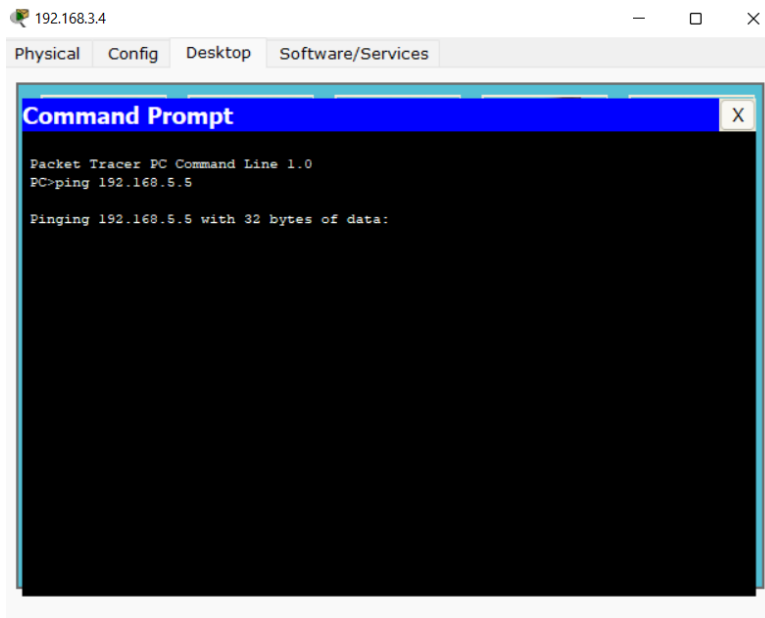 192.168.3.4
Physical Config Desktop Software/Services
Command Prompt X
Packet Tracer PC Command Line 1.0
PC>ping 192.168.5.5
Pinging 192.168.5.5 with 32 bytes of data: